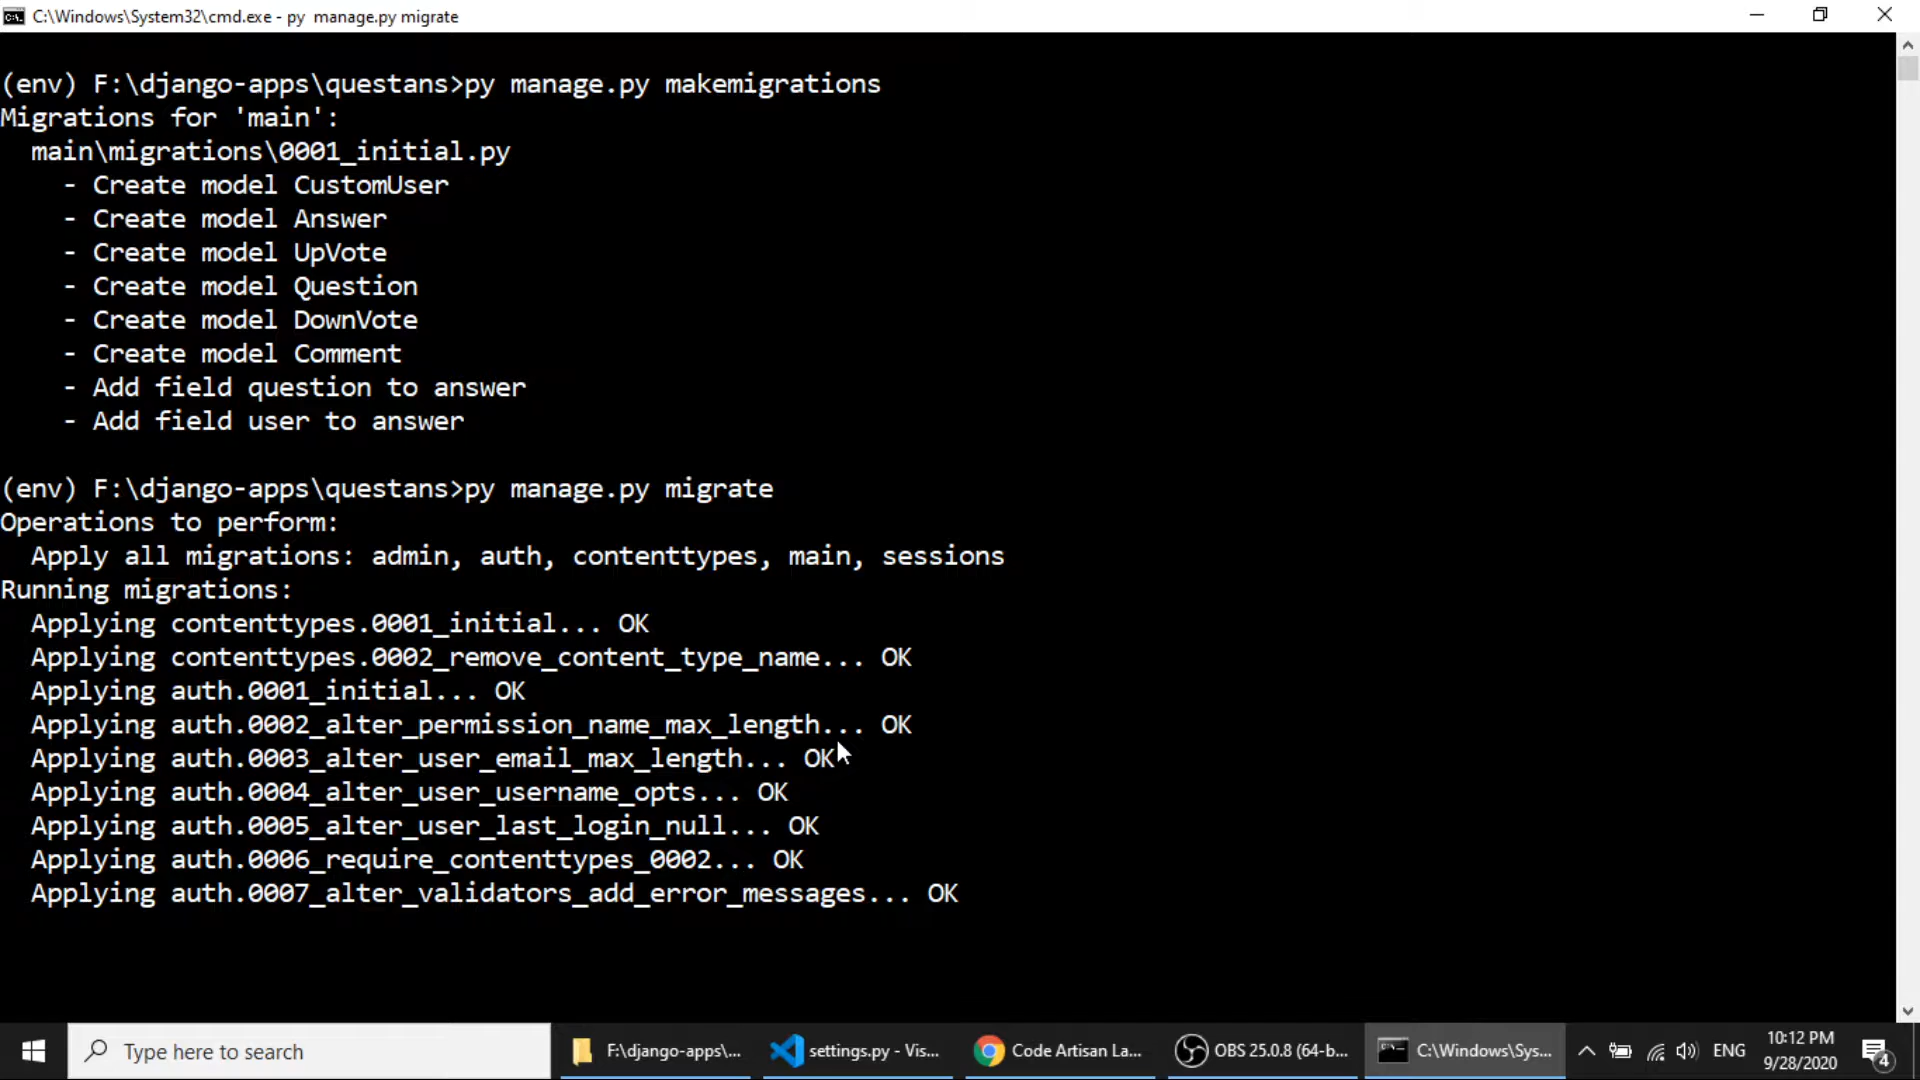 C:\Windows\System32\cmd.exe - py  manage.py migrate
(env) F:\django-apps\questans>py manage.py makemigrations
Migrations for 'main':
  main\migrations\0001_initial.py
    - Create model CustomUser
    - Create model Answer
    - Create model UpVote
    - Create model Question
    - Create model DownVote
    - Create model Comment
    - Add field question to answer
    - Add field user to answer
(env) F:\django-apps\questans>py manage.py migrate
Operations to perform:
  Apply all migrations: admin, auth, contenttypes, main, sessions
Running migrations:
  Applying contenttypes.0001_initial... OK
  Applying contenttypes.0002_remove_content_type_name... OK
  Applying auth.0001_initial... OK
  Applying auth.0002_alter_permission_name_max_length... OK
  Applying auth.0003_alter_user_email_max_length... OK
  Applying auth.0004_alter_user_username_opts... OK
  Applying auth.0005_alter_user_last_login_null... OK
  Applying auth.0006_require_contenttypes_0002... OK
  Applying auth.0007_alter_validators_add_error_messages... OK
Type here to search
F:\django-apps\...
settings.py - Vis...
Code Artisan La...
OBS 25.0.8 (64-b...
C:\Windows\Sys...
ENG
10:12 PM
9/28/2020
4